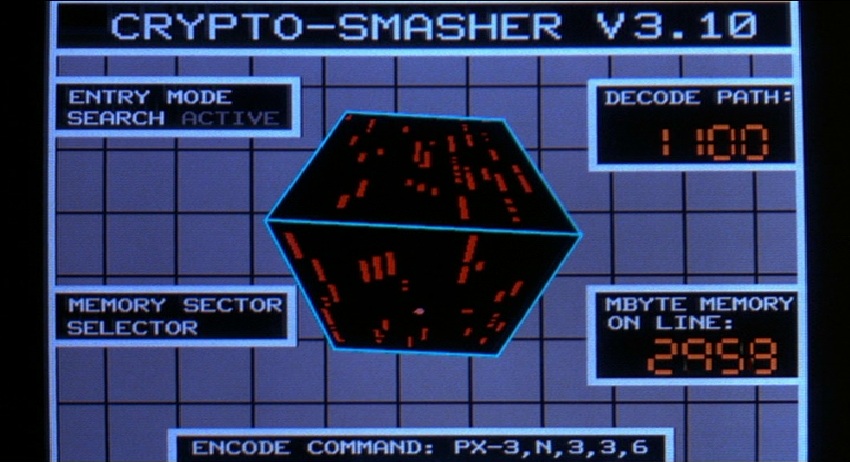 CRYPTO-SMASHER V3.10
ENTRY MODE
SEARCH ACTIVE
DECODE PATH:
1100
MEMORY SECTOR
SELECTOR
MBYTE MEMORY
ON LINE:
2959
ENCODE COMMAND: PX-3,N,3,3,6